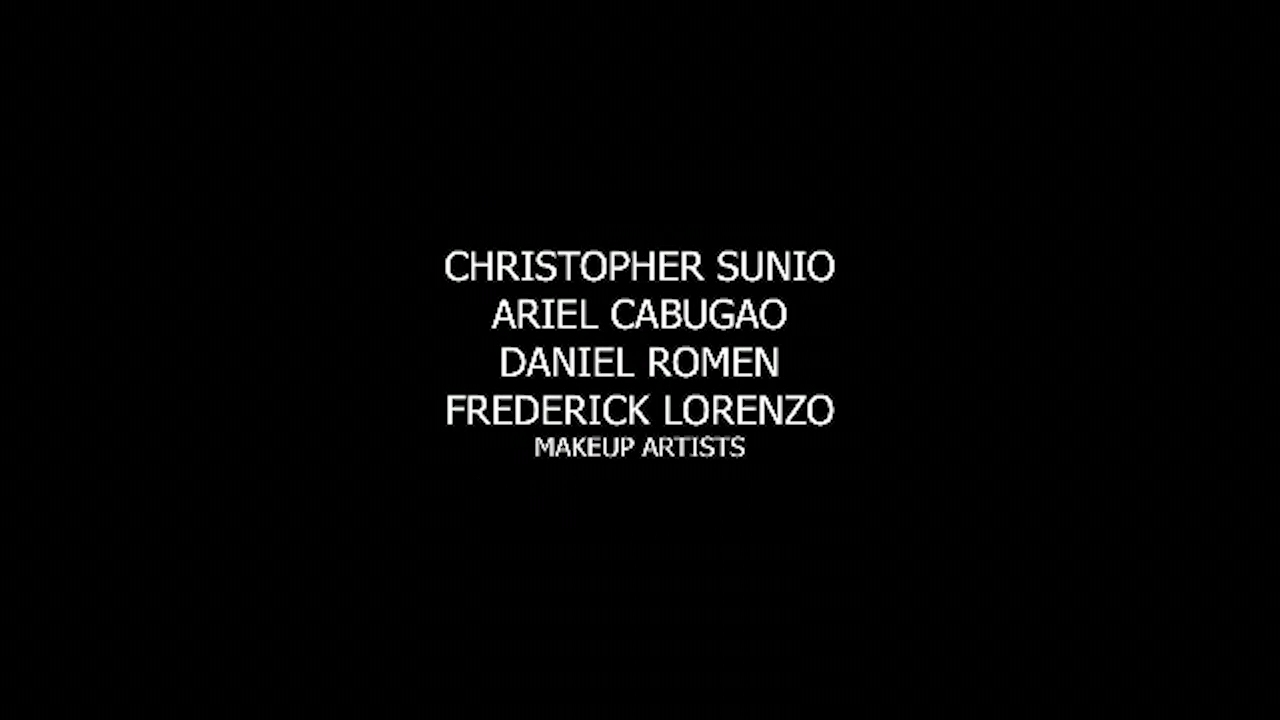 CHRISTOPHER SUNIO
ARIEL CABUGAO
DANIEL ROMEN
FREDERICK LORENZO
MAKEUP ARTISTS